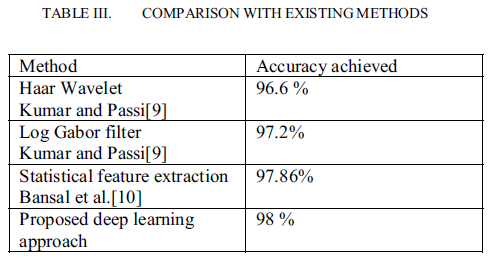 TABLE III. COMPARISON WITH EXISTING METHODS
Method Accuracy achieved
Haar Wavelet 96.6 %
Kumar and Passi[9]
Log Gabor filter 97.2%
Kumar and Passi[9]
Statistical feature extraction 97.86%
Bansal et al.[10]
Proposed deep learning 98 %
approach